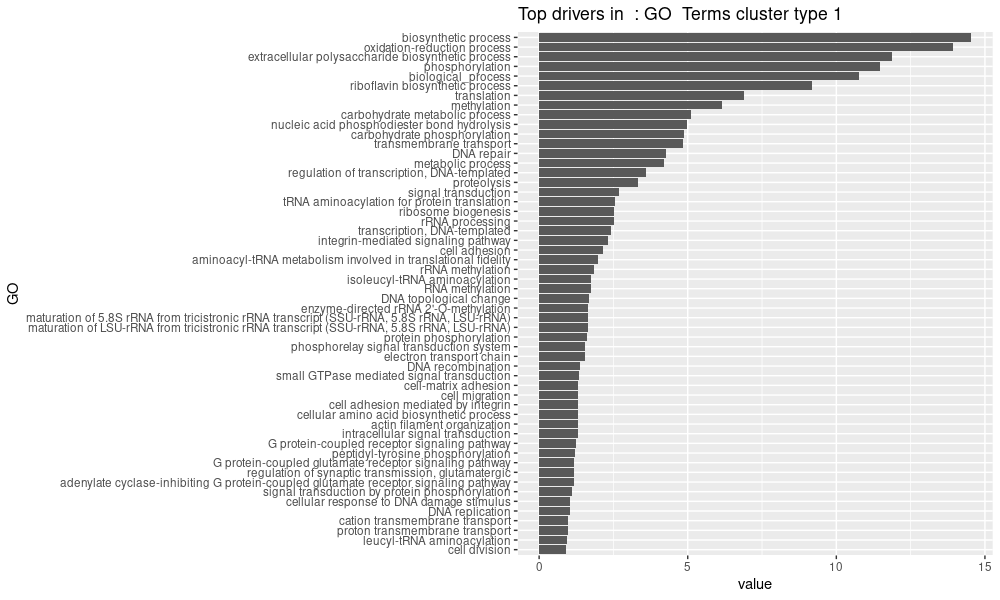 Top drivers in  : GO  Terms cluster type 1
biosynthetic process
oxidation-reduction process
extracellular polysaccharide biosynthetic process
phosphorylation
biological_process
riboflavin biosynthetic process
translation
methylation
carbohydrate metabolic process
nucleic acid phosphodiester bond hydrolysis
carbohydrate phosphorylation
transmembrane transport
DNA repair
metabolic process
regulation of transcription, DNA-templated
proteolysis
signal transduction
tRNA aminoacylation for protein translation
ribosome biogenesis
rRNA processing
transcription, DNA-templated
integrin-mediated signaling pathway
cell adhesion
aminoacyl-tRNA metabolism involved in translational fidelity
rRNA methylation
isoleucyl-tRNA aminoacylation
RNA methylation
DNA topological change
enzyme-directed rRNA 2'-O-methylation
maturation of 5.8S rRNA from tricistronic rRNA transcript (SSU-rRNA, 5.8S rRNA, LSU-rRNA)
maturation of LSU-rRNA from tricistronic rRNA transcript (SSU-rRNA, 5.8S rRNA, LSU-rRNA)
protein phosphorylation
phosphorelay signal transduction system
electron transport chain
DNA recombination
small GTPase mediated signal transduction
cell-matrix adhesion
cell migration
cell adhesion mediated by integrin
cellular amino acid biosynthetic process
actin filament organization
intracellular signal transduction
G protein-coupled receptor signaling pathway
peptidyl-tyrosine phosphorylation
G protein-coupled glutamate receptor signaling pathway
regulation of synaptic transmission, glutamatergic
adenylate cyclase-inhibiting G protein-coupled glutamate receptor signaling pathway
signal transduction by protein phosphorylation
cellular response to DNA damage stimulus
DNA replication
cation transmembrane transport
proton transmembrane transport
leucyl-tRNA aminoacylation
cell division
GO
0 5 10 15
value